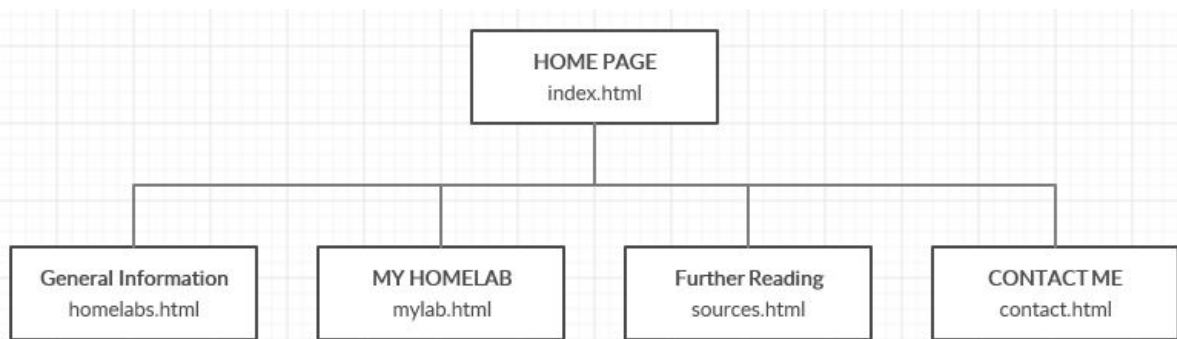 HOME PAGE
index.html
General Information
homelabs.html
MY HOMELAB
mylab.html
Further Reading
sources.html
CONTACT ME
contact.html